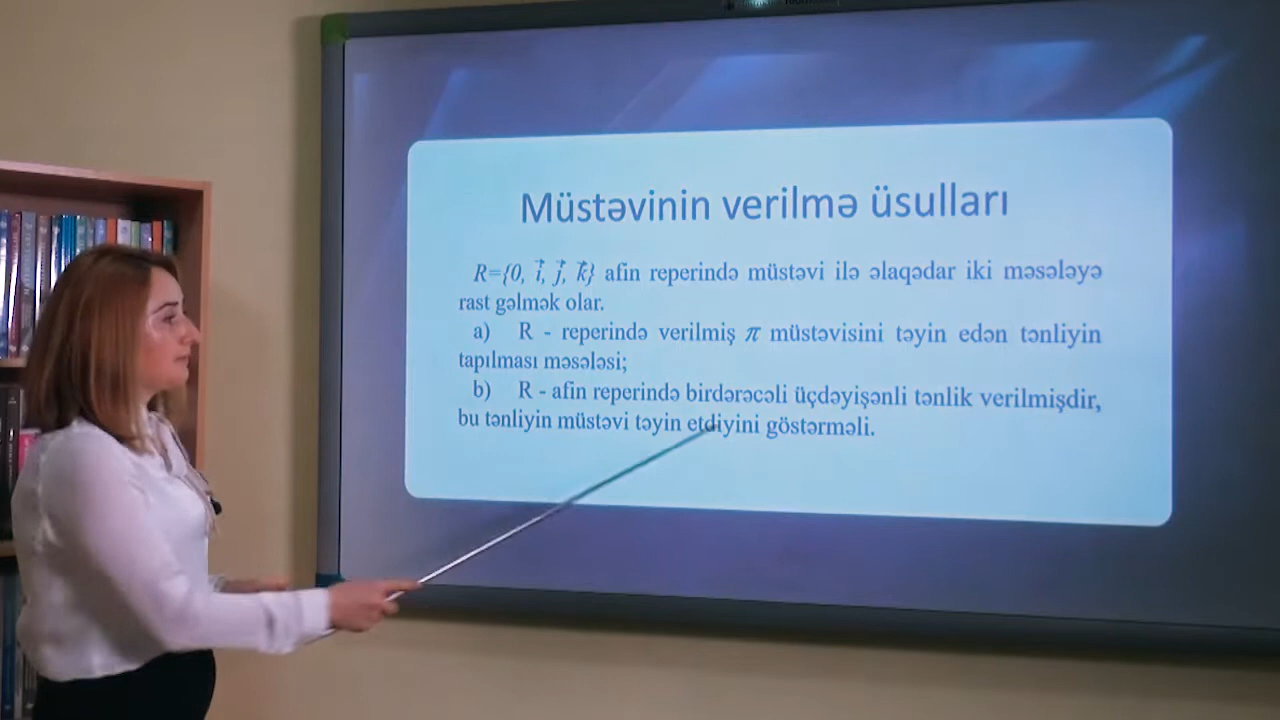 Müstəvinin verilmə üsulları
R={0, i⃗, j⃗, k⃗} afin reperində müstəvi ilə əlaqədar iki məsələyə
rast gəlmək olar.
a) R - reperində verilmiş π müstəvisini təyin edən tənliyin
tapılması məsələsi;
b) R - afin reperində birdərəcəli üçdəyişənli tənlik verilmişdir,
bu tənliyin müstəvi təyin etdiyini göstərməli.